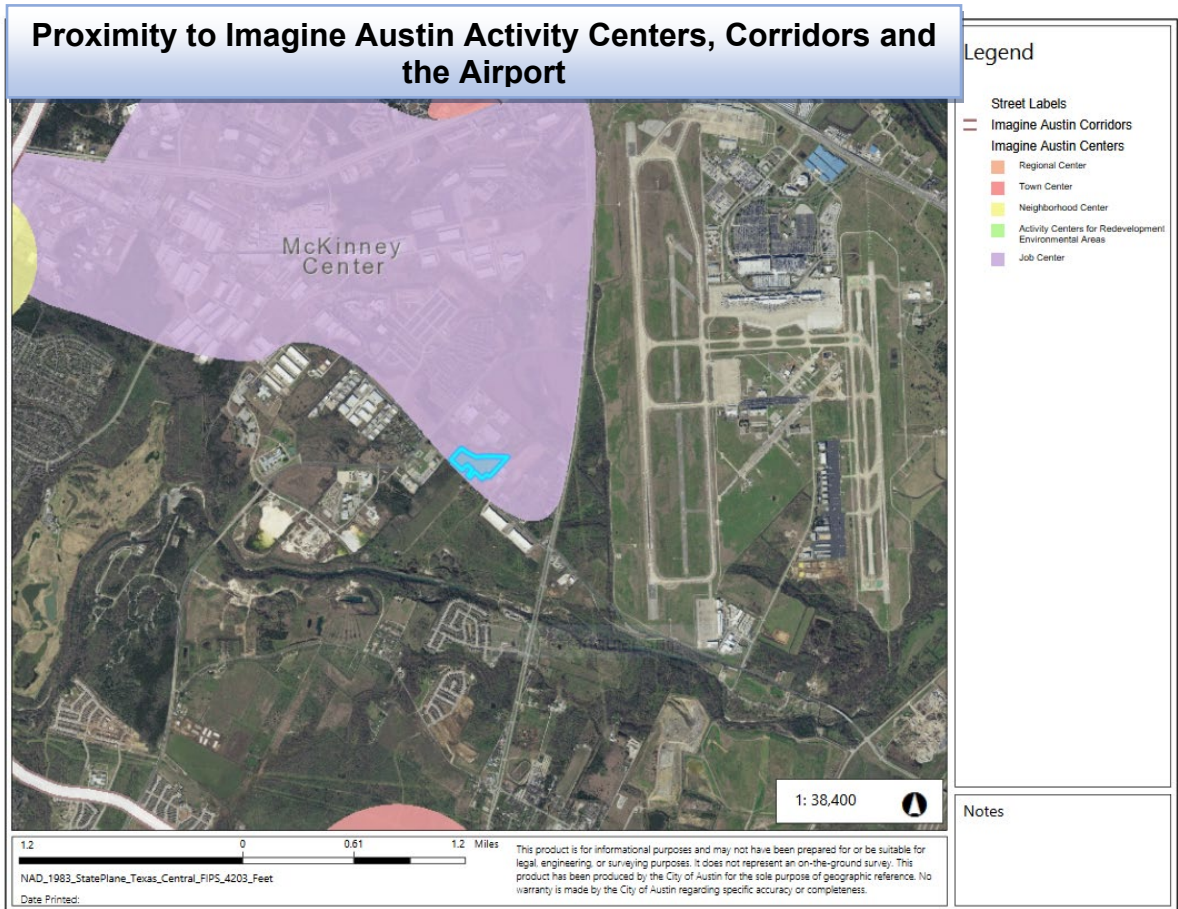 Proximity to Imagine Austin Activity Centers, Corridors and
the Airport
Legend
Street Labels
Imagine Austin Corridors
Imagine Austin Centers
Regional Center
Town Center
Neighborhood Center
Activity Centers for Redevelopment
Environmental Areas
Job Center
McKinney
Center
1: 38,400
Notes
1.2 0 0.61 1.2 Miles
NAD_1983_StatePlane_Texas_Central_FIPS_4203_Feet
Date Printed:
This product is for informational purposes and may not have been prepared for or be suitable for
legal, engineering, or surveying purposes. It does not represent an on-the-ground survey. This
product has been produced by the City of Austin for the sole purpose of geographic reference. No
warranty is made by the City of Austin regarding specific accuracy or completeness.